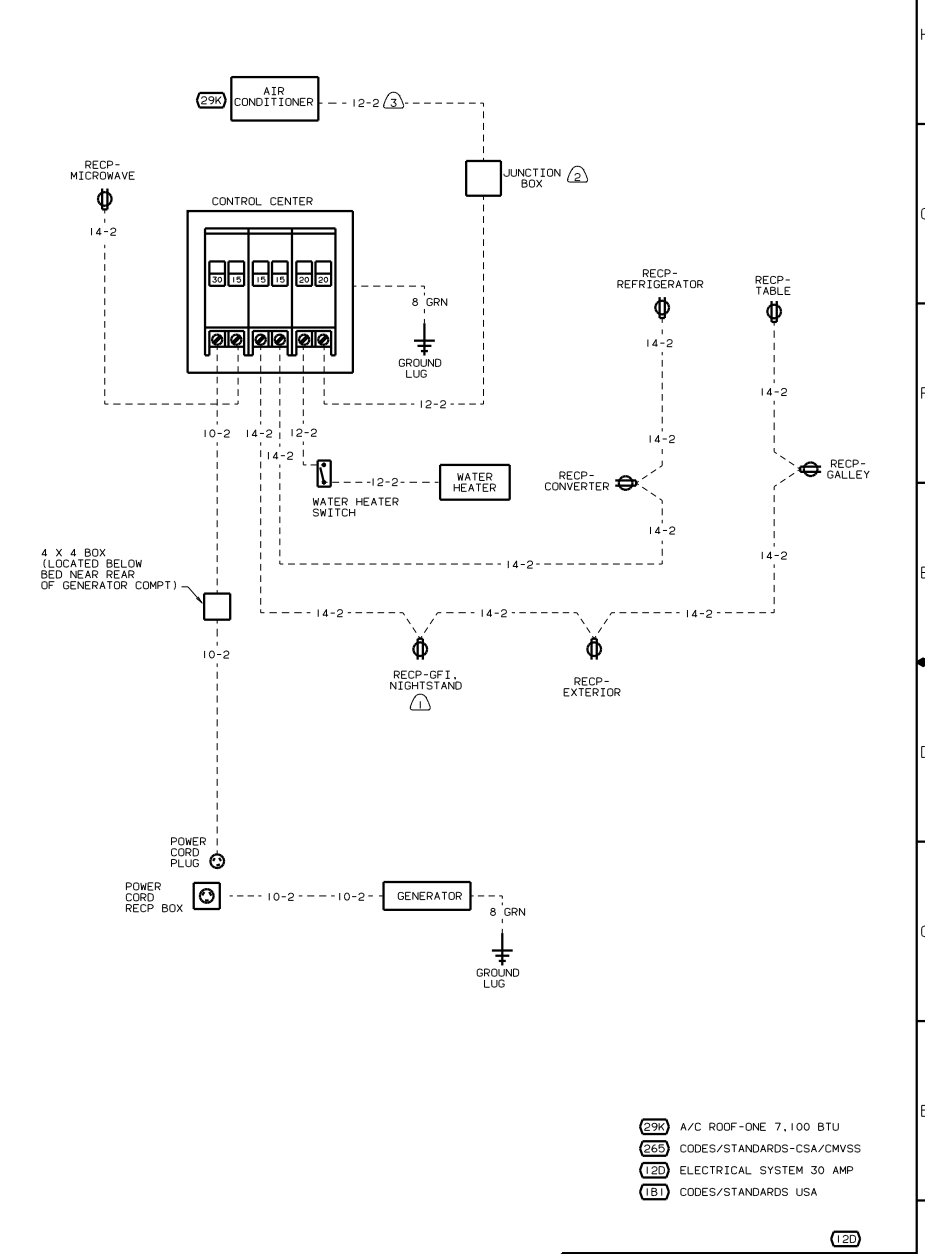 H
AIR
CONDITIONER
29K
12-2 3
RECP-
MICROWAVE
JUNCTION
BOX 2
CONTROL CENTER
14-2
30 15 15 15 20 20
RECP-
REFRIGERATOR
RECP-
TABLE
8 GRN
14-2
GROUND
LUG
14-2
12-2
10-2 14-2 12-2
14-2
14-2
RECP-
GALLEY
WATER
HEATER
RECP-
CONVERTER
12-2
WATER HEATER
SWITCH
14-2
4 X 4 BOX
(LOCATED BELOW
BED NEAR REAR
OF GENERATOR COMPT)
14-2
14-2
14-2 14-2 14-2
10-2
RECP-GFI,
NIGHTSTAND
1
RECP-
EXTERIOR
POWER
CORD
PLUG
POWER
CORD
RECP BOX
10-2 10-2
GENERATOR
8 GRN
GROUND
LUG
29K A/C ROOF-ONE 7,100 BTU
265 CODES/STANDARDS-CSA/CMVSS
12D ELECTRICAL SYSTEM 30 AMP
1B1 CODES/STANDARDS USA
12D